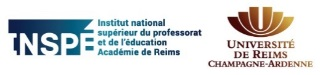 INSPÉ
Institut national
supérieur du professorat
et de l'éducation
Académie de Reims
UNIVERSITÉ
DE REIMS
CHAMPAGNE-ARDENNE